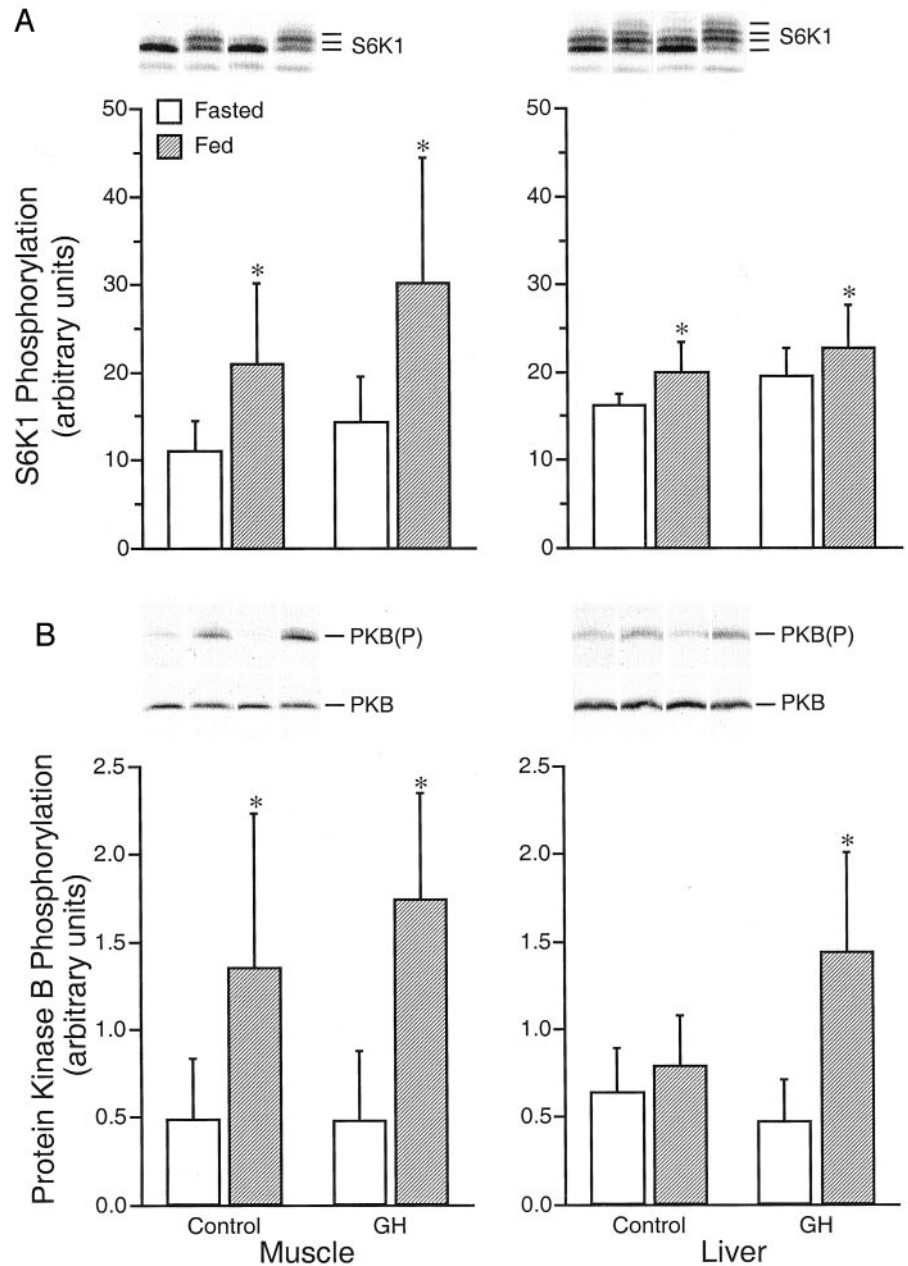 A
S6K1
S6K1
50
40
30
20
10
0
Fasted
Fed
*
*
S6K1 Phosphorylation
(arbitrary units)
50
40
30
20
10
0
*
*
B
PKB(P)
PKB
PKB(P)
PKB
2.5
2.0
1.5
1.0
0.5
0.0
*
*
Protein Kinase B Phosphorylation
(arbitrary units)
Control
GH
Muscle
2.5
2.0
1.5
1.0
0.5
0.0
*
Control
GH
Liver